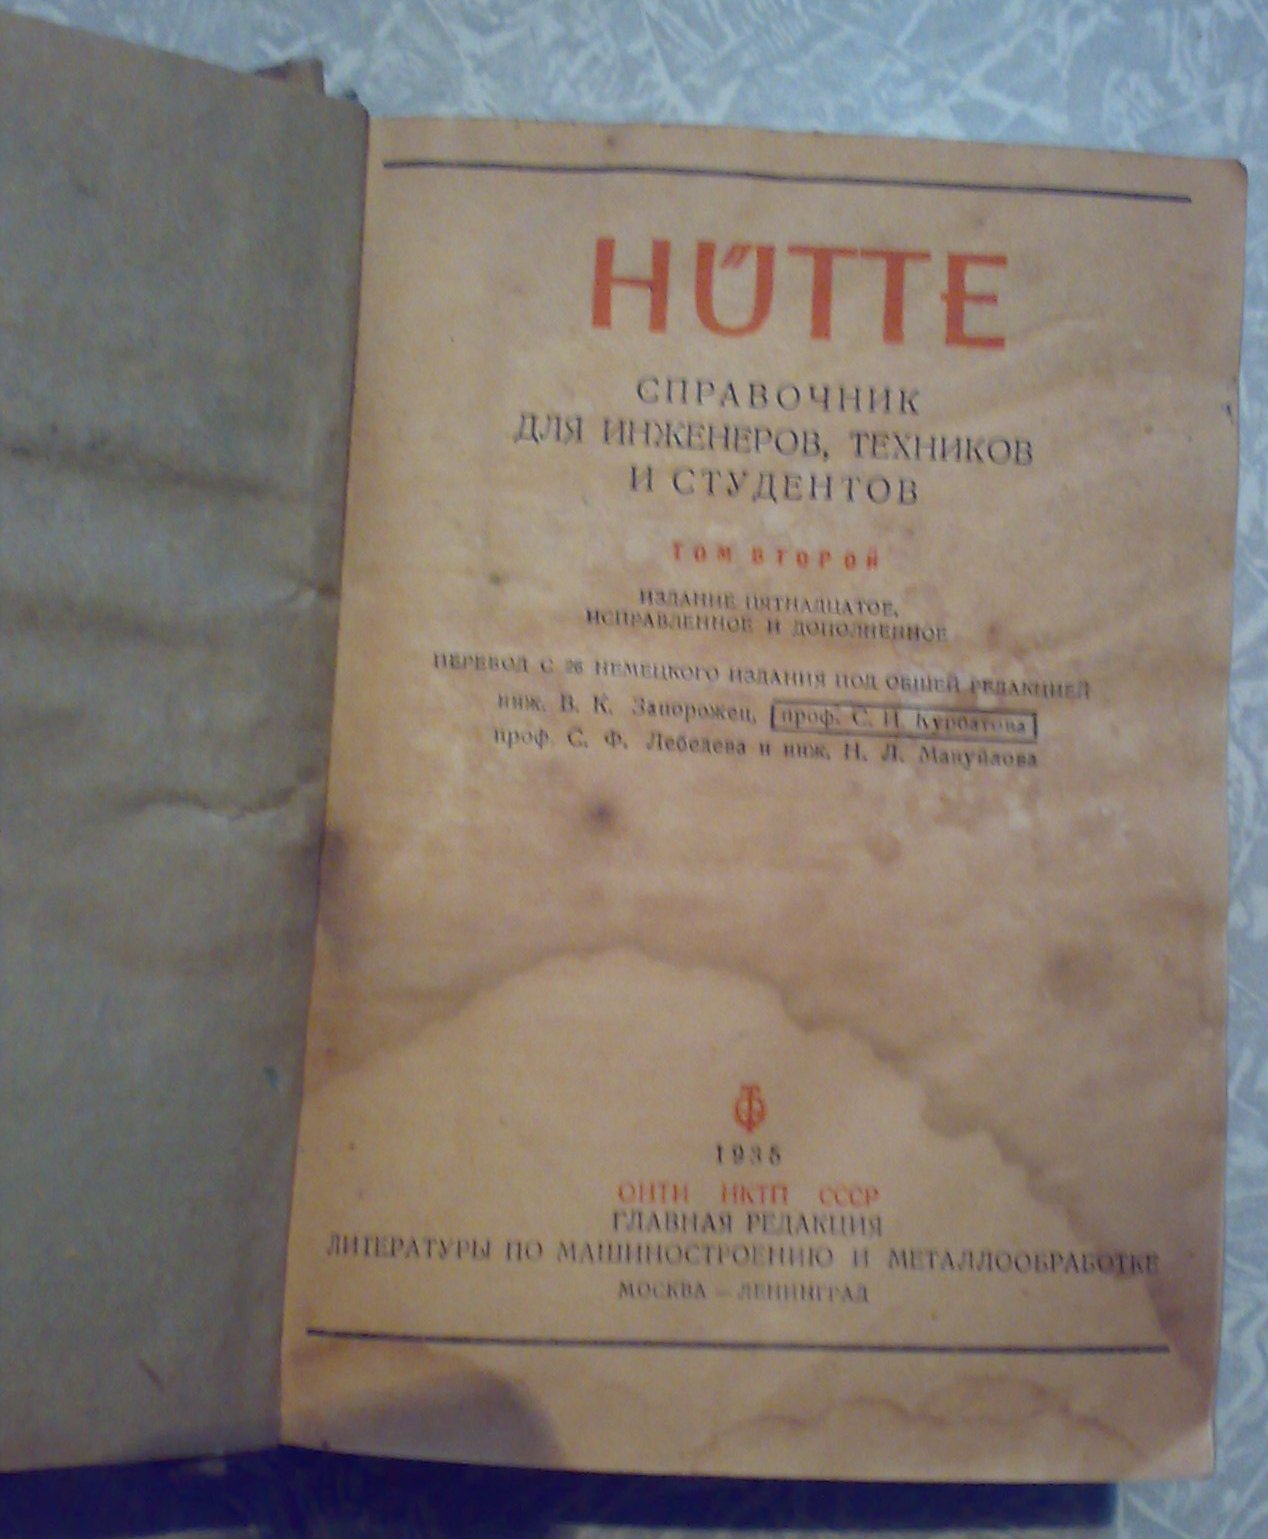 HÜTTE
СПРАВОЧНИК
ДЛЯ ИНЖЕНЕРОВ, ТЕХНИКОВ
И СТУДЕНТОВ
ТОМ ВТОРОЙ
ИЗДАНИЕ ПЯТНАДЦАТОЕ,
ИСПРАВЛЕННОЕ И ДОПОЛНЕННОЕ
ПЕРЕВОД С 26 НЕМЕЦКОГО ИЗДАНИЯ ПОД ОБЩЕЙ РЕДАКЦИЕЙ
инж. В. К. Запорожец, проф. С. И. Курбатова
проф. С. Ф. Лебедева и инж. Н. Л. Мануйлова
1935
ОНТИ НКТП СССР
ГЛАВНАЯ РЕДАКЦИЯ
ЛИТЕРАТУРЫ ПО МАШИНОСТРОЕНИЮ И МЕТАЛЛООБРАБОТКЕ
МОСКВА — ЛЕНИНГРАД